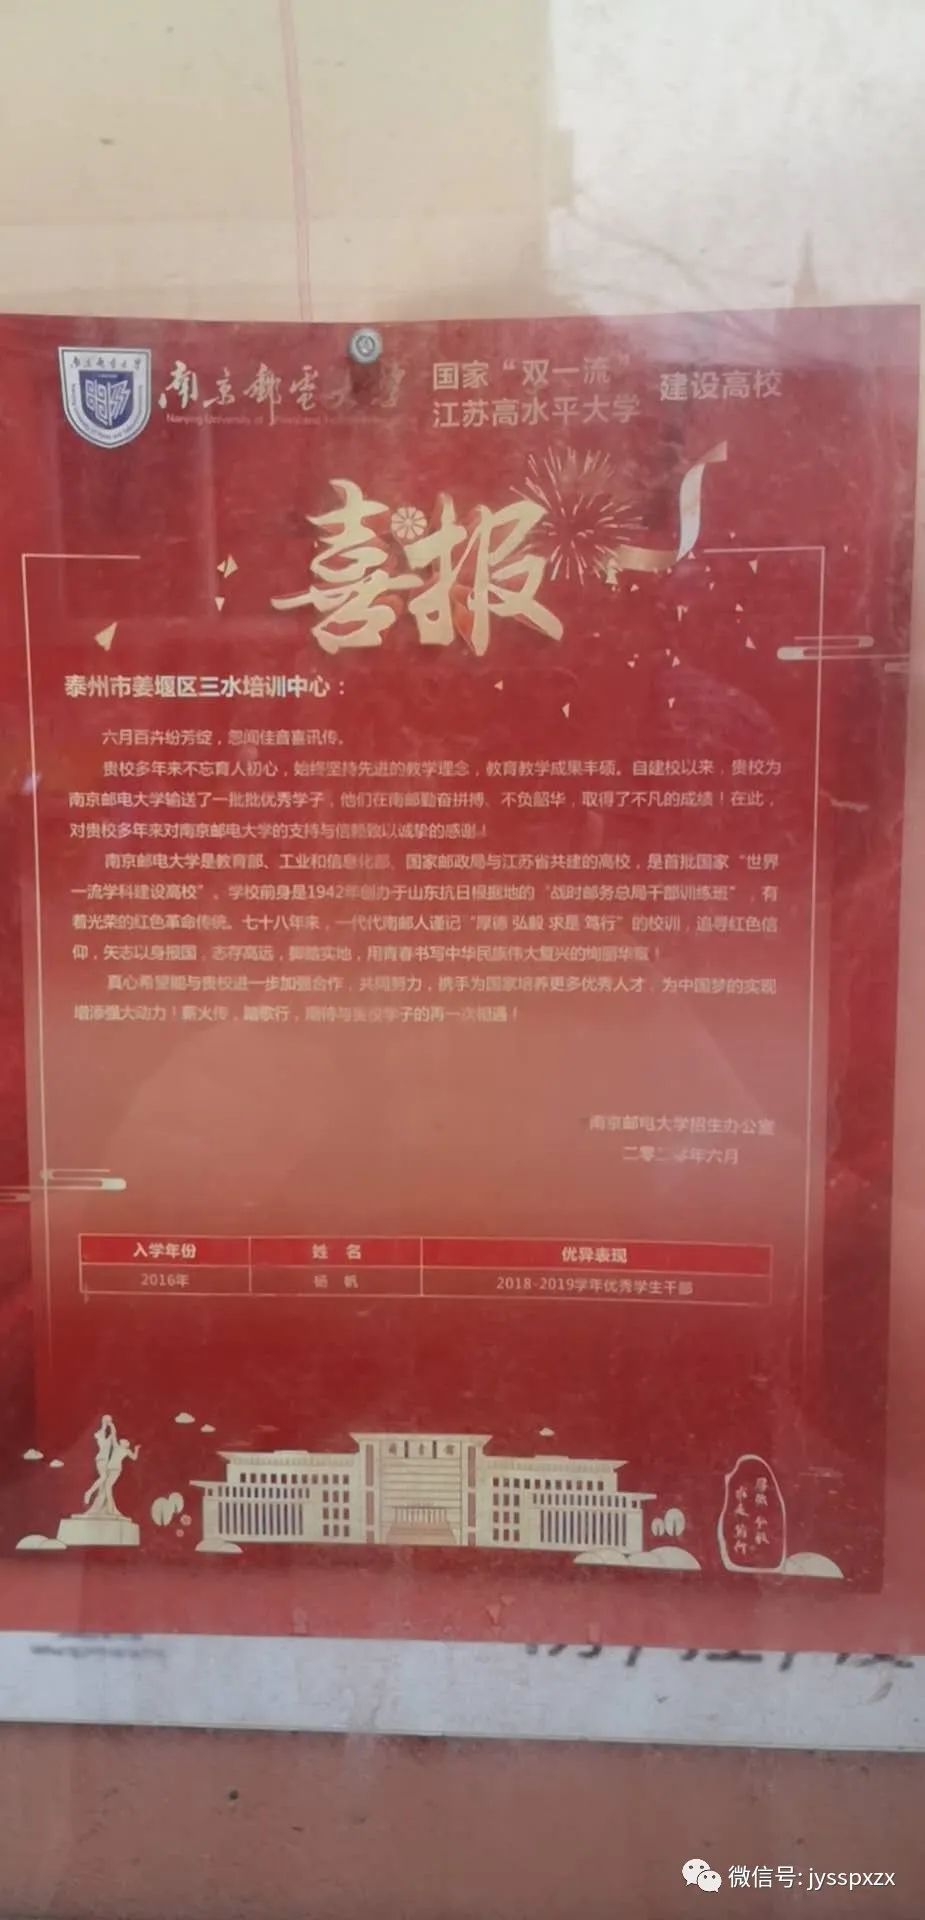 南京邮电大学
南京郵電大學
Nanjing University of Posts and
国家“双一流”
江苏高水平大学
建设高校
喜报
泰州市姜堰区三水培训中心：
六月百卉纷芳绽，忽闻佳音喜讯传。
贵校多年来不忘育人初心，始终坚持先进的教学理念，教育教学成果丰硕。自建校以来，贵校为
南京邮电大学输送了一批批优秀学子，他们在南邮勤奋拼搏、不负韶华，取得了不凡的成绩！在此，
对贵校多年来对南京邮电大学的支持与信赖致以诚挚的感谢！
南京邮电大学是教育部、工业和信息化部、国家邮政局与江苏省共建的高校，是首批国家“世界
一流学科建设高校”。学校前身是1942年创办于山东抗日根据地的“战时邮务总局干部训练班”，有
着光荣的红色革命传统。七十八年来，一代代南邮人谨记“厚德 弘毅 求是 笃行”的校训，追寻红色信
仰，矢志以身报国，志存高远，脚踏实地，用青春书写中华民族伟大复兴的绚丽华章！
真心希望能与贵校进一步加强合作，共同努力，携手为国家培养更多优秀人才，为中国梦的实现
增添强大动力！薪火传，踏歌行，期待与贵校学子的再一次相遇！
南京邮电大学招生办公室
二零二零年六月
入学年份 姓 名 优异表现
2016年 杨 帆 2018-2019学年优秀学生干部
图書館
厚德 弘毅
求是 笃行
微信号: jysspxzx